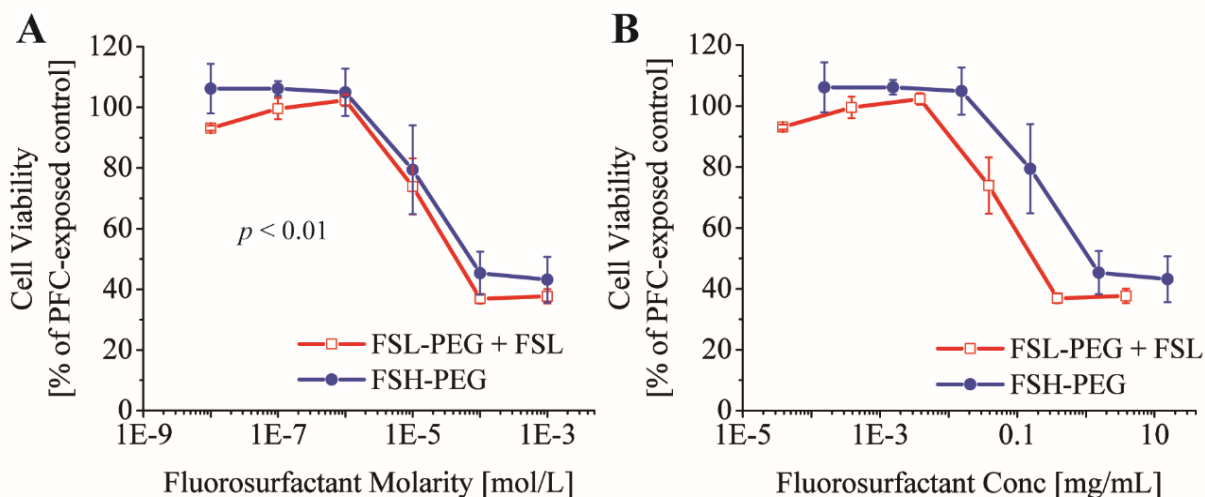 A
120
100
80
60
40
20
0
Cell Viability
[% of PFC-exposed control]
p < 0.01
FSL-PEG + FSL
FSH-PEG
1E-9 1E-7 1E-5 1E-3
Fluorosurfactant Molarity [mol/L]
B
120
100
80
60
40
20
0
Cell Viability
[% of PFC-exposed control]
FSL-PEG + FSL
FSH-PEG
1E-5 1E-3 0.1 10
Fluorosurfactant Conc [mg/mL]